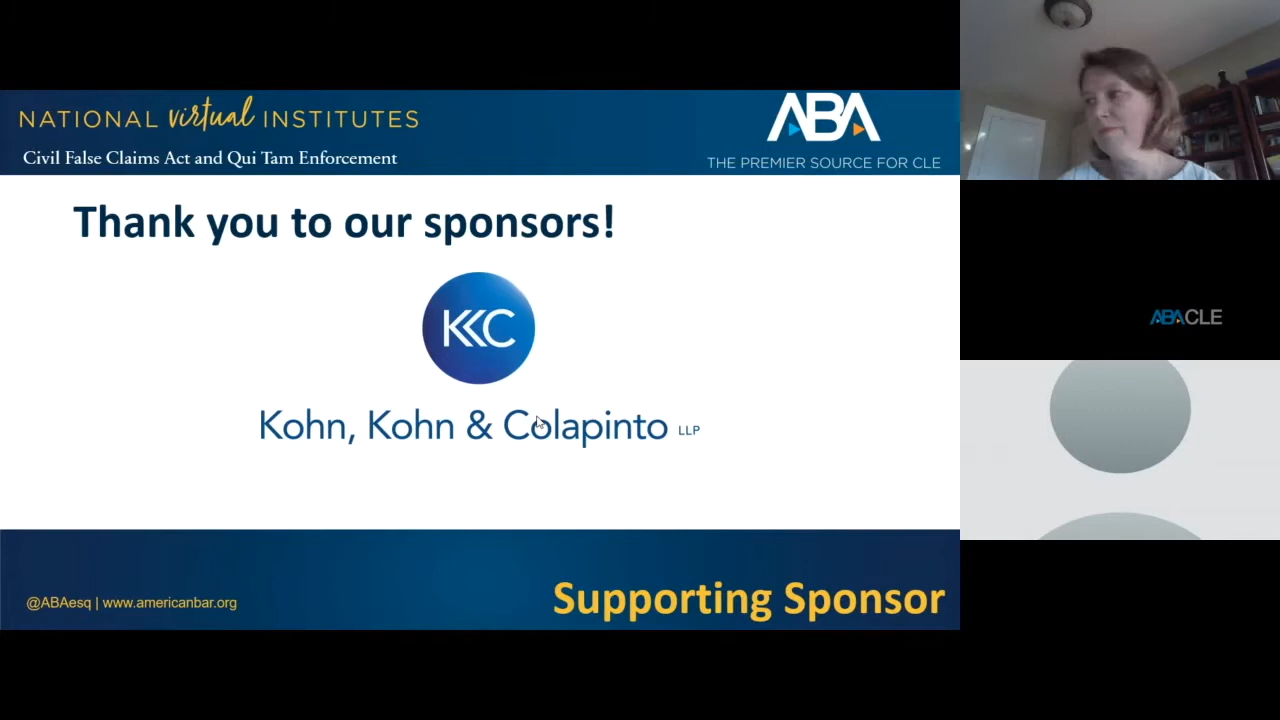 NATIONAL virtual INSTITUTES
Civil False Claims Act and Qui Tam Enforcement
ABA
THE PREMIER SOURCE FOR CLE
Thank you to our sponsors!
KKC
Kohn, Kohn & Colapinto LLP
@ABAesq | www.americanbar.org
Supporting Sponsor
ABACLE